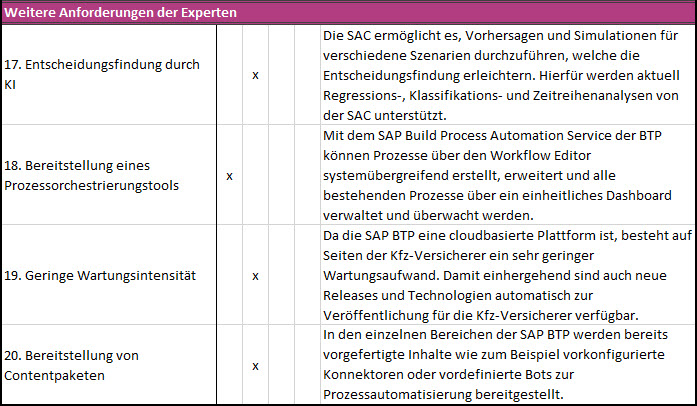 Weitere Anforderungen der Experten
17. Entscheidungsfindung durch
KI
x
Die SAC ermöglicht es, Vorhersagen und Simulationen für
verschiedene Szenarien durchzuführen, welche die
Entscheidungsfindung erleichtern. Hierfür werden aktuell
Regressions-, Klassifikations- und Zeitreihenanalysen von
der SAC unterstützt.
18. Bereitstellung eines
Prozessorchestrierungstools
x
Mit dem SAP Build Process Automation Service der BTP
können Prozesse über den Workflow Editor
systemübergreifend erstellt, erweitert und alle
bestehenden Prozesse über ein einheitliches Dashboard
verwaltet und überwacht werden.
19. Geringe Wartungsintensität
x
Da die SAP BTP eine cloudbasierte Plattform ist, besteht auf
Seiten der Kfz-Versicherer ein sehr geringer
Wartungsaufwand. Damit einhergehend sind auch neue
Releases und Technologien automatisch zur
Veröffentlichung für die Kfz-Versicherer verfügbar.
20. Bereitstellung von
Contentpaketen
x
In den einzelnen Bereichen der SAP BTP werden bereits
vorgefertigte Inhalte wie zum Beispiel vorkonfigurierte
Konnektoren oder vordefinierte Bots zur
Prozessautomatisierung bereitgestellt.